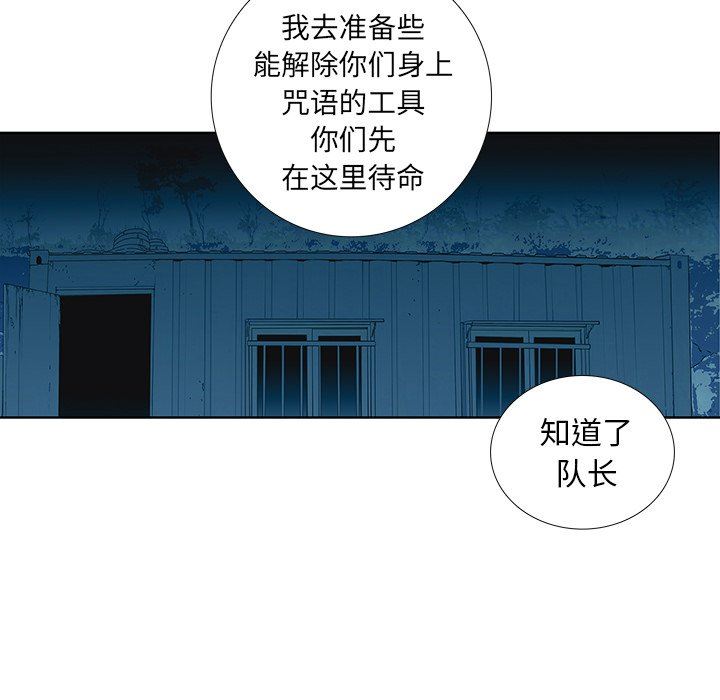 我去准备些
能解除你们身上
咒语的工具
你们先
在这里待命
知道了
队长